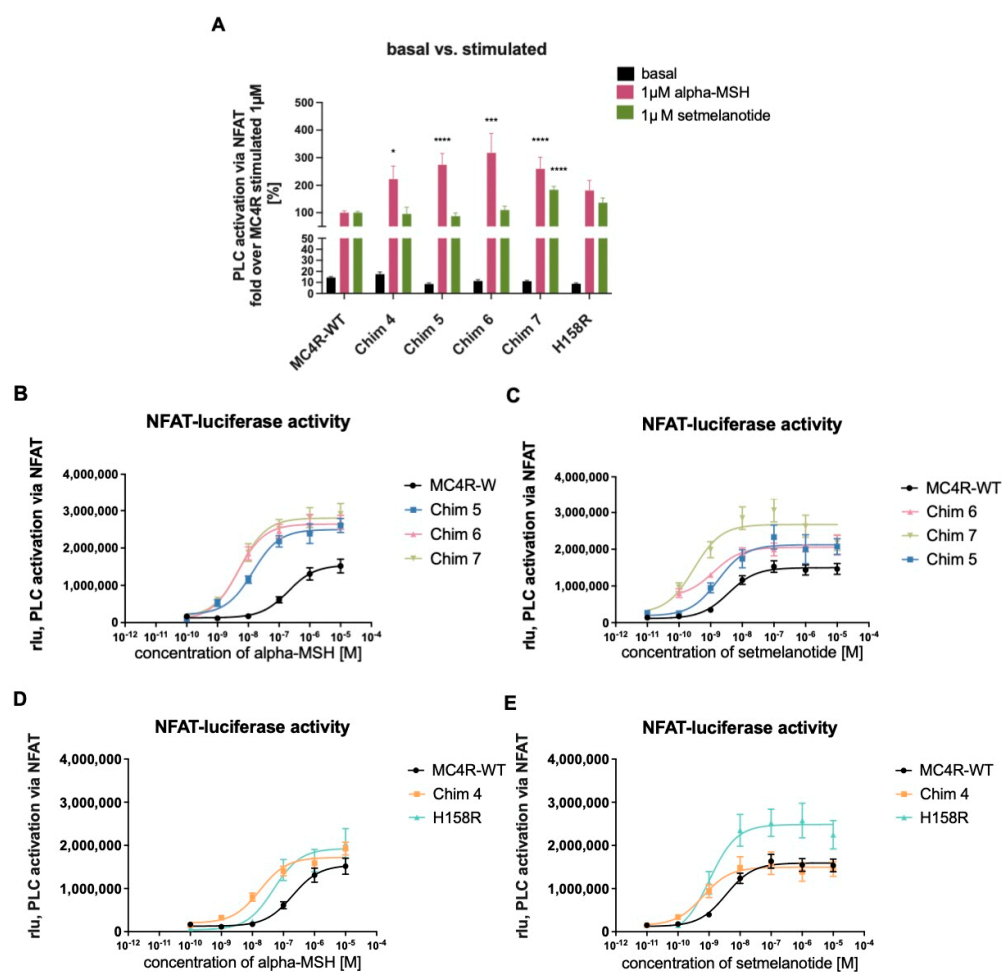 A
basal vs. stimulated
basal
1µM alpha-MSH
1µ M setmelanotide
PLC activation via NFAT
fold over MC4R stimulated 1µM
[%]
500
400
300
200
100
50
40
30
20
10
0
*
****
***
****
****
MC4R-WT
Chim 4
Chim 5
Chim 6
Chim 7
H158R
B
NFAT-luciferase activity
rlu, PLC activation via NFAT
4,000,000
3,000,000
2,000,000
1,000,000
0
10-12 10-11 10-10 10-9 10-8 10-7 10-6 10-5 10-4
concentration of alpha-MSH [M]
MC4R-W
Chim 5
Chim 6
Chim 7
C
NFAT-luciferase activity
rlu, PLC activation via NFAT
4,000,000
3,000,000
2,000,000
1,000,000
0
10-12 10-11 10-10 10-9 10-8 10-7 10-6 10-5 10-4
concentration of setmelanotide [M]
MC4R-WT
Chim 6
Chim 7
Chim 5
D
NFAT-luciferase activity
rlu, PLC activation via NFAT
4,000,000
3,000,000
2,000,000
1,000,000
0
10-12 10-11 10-10 10-9 10-8 10-7 10-6 10-5 10-4
concentration of alpha-MSH [M]
MC4R-WT
Chim 4
H158R
E
NFAT-luciferase activity
rlu, PLC activation via NFAT
4,000,000
3,000,000
2,000,000
1,000,000
0
10-12 10-11 10-10 10-9 10-8 10-7 10-6 10-5 10-4
concentration of setmelanotide [M]
MC4R-WT
Chim 4
H158R